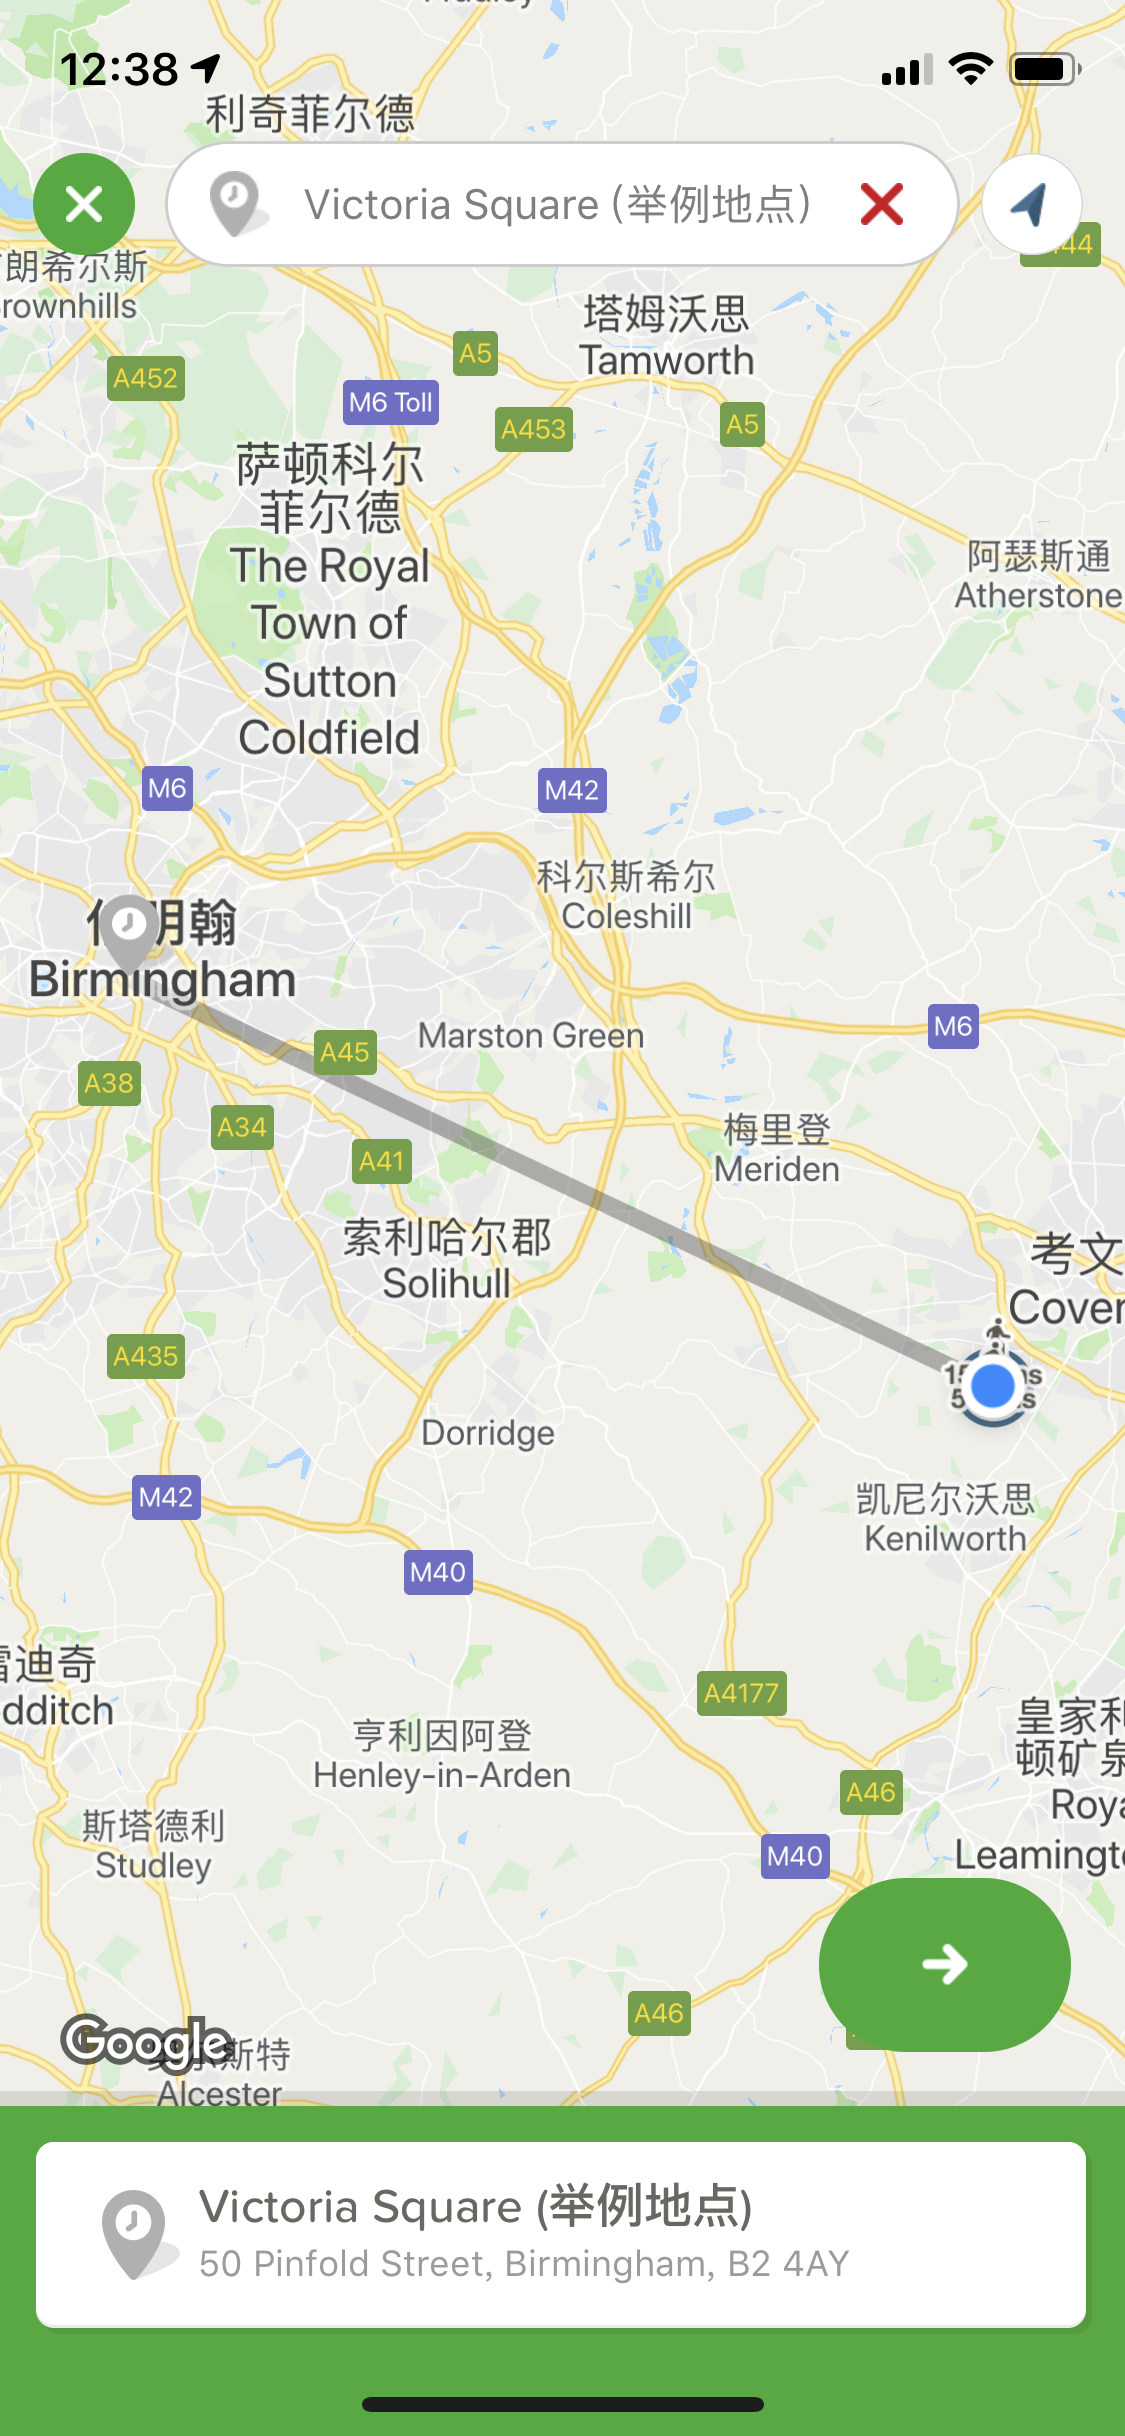 12:38
利奇菲尔德
Victoria Square (举例地点)
朗希尔斯
塔姆沃思
Tamworth
A5
A452
M6 Toll
A453
A5
萨顿科尔
菲尔德
The Royal
Town of
Sutton
Coldfield
阿瑟斯通
Atherstone
M6
M42
科尔斯希尔
Coleshill
明翰
Birmingham
Marston Green
M6
A45
A38
A34
A41
梅里登
Meriden
索利哈尔郡
Solihull
考文
Cover
A435
Dorridge
M42
凯尼尔沃思
Kenilworth
M40
迪奇
dditch
A4177
亨利因阿登
Henley-in-Arden
皇家利
顿矿泉
Roya
Leamingto
A46
斯塔德利
Studley
M40
A46
Google
斯特
Alcester
Victoria Square (举例地点)
50 Pinfold Street, Birmingham, B2 4AY